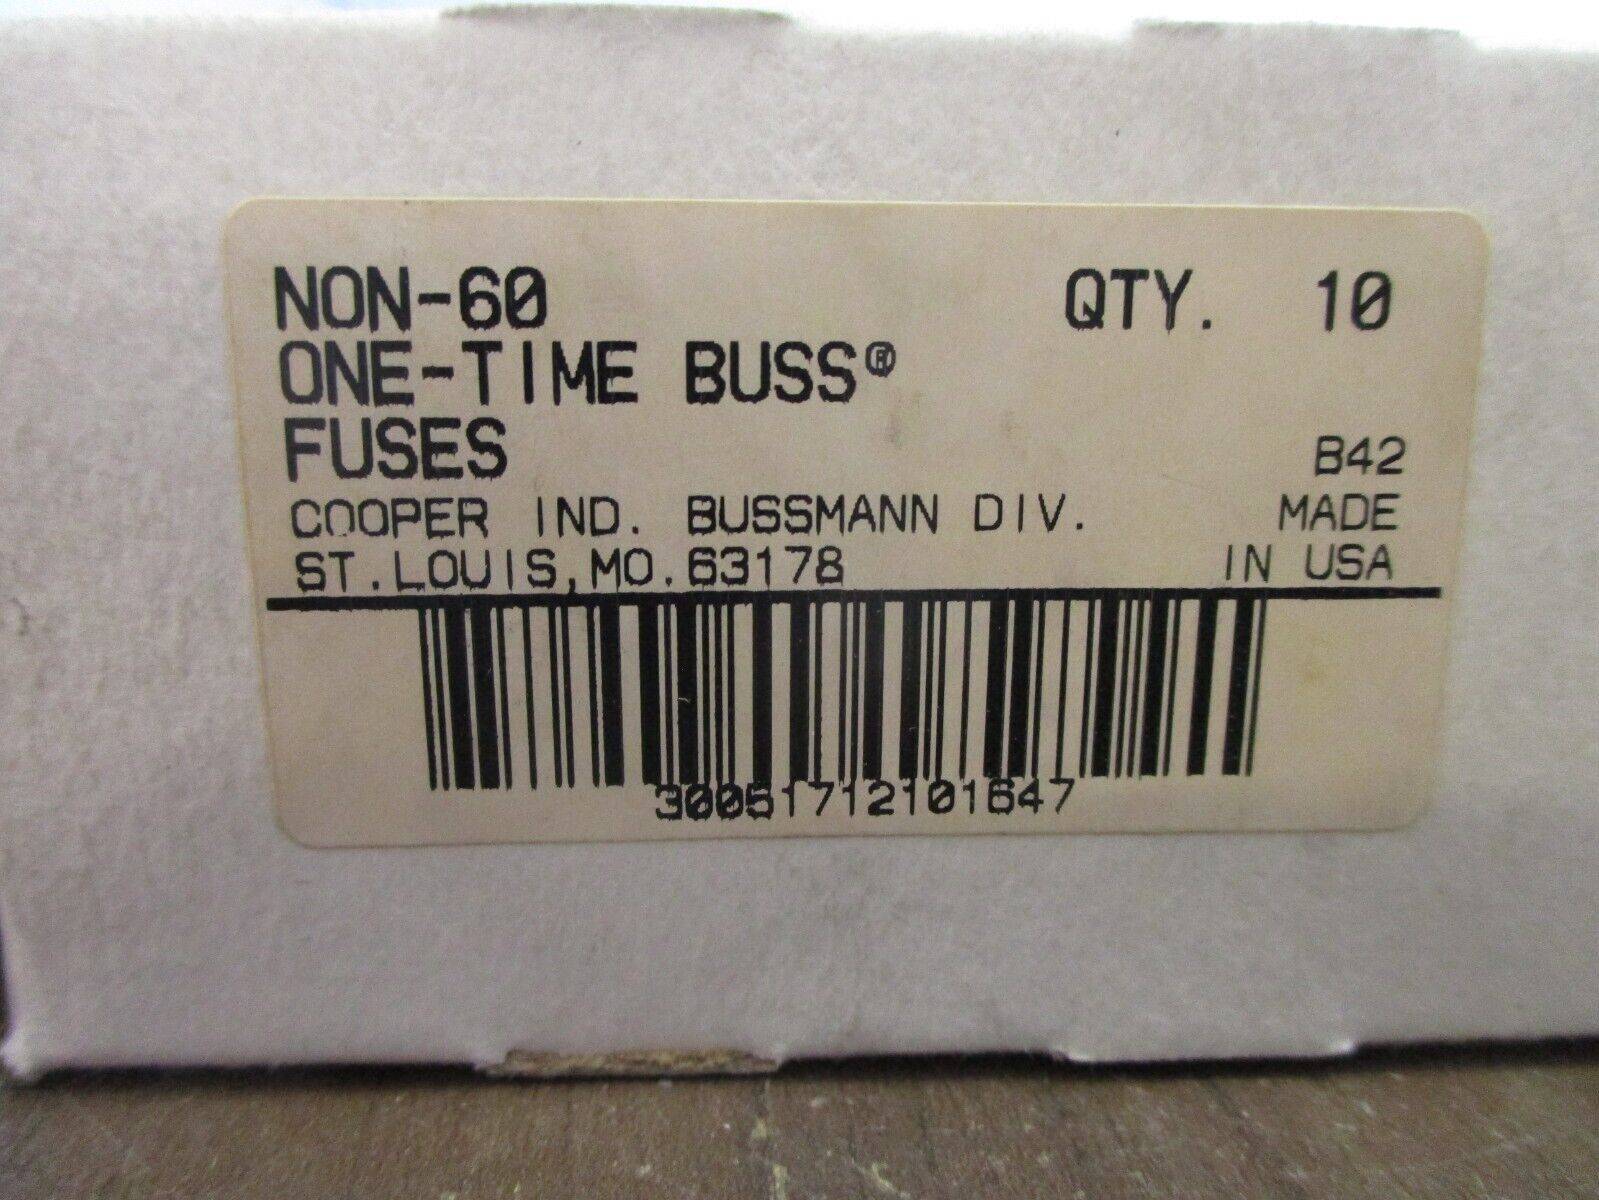 NON-60 QTY. 10
ONE-TIME BUSS®
FUSES B42
COOPER IND. BUSSMANN DIV. MADE
ST.LOUIS,MO.63178 IN USA
30051712101647